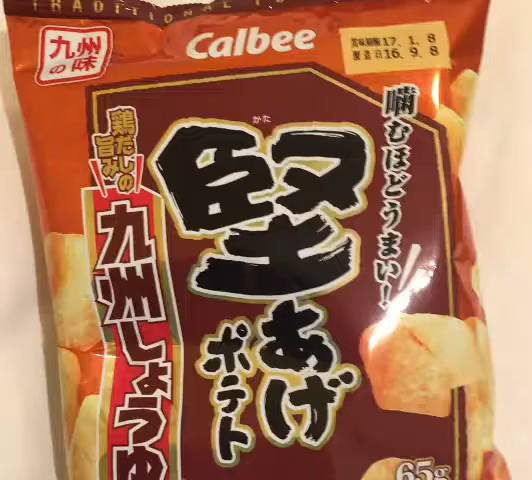 TRADITIONAL
九州
の味
Calbee
賞味期限17. 1. 8
製造日16. 9. 8
噛むほどうまい!
かた
堅あげ
ポテト
鶏だしの
旨み
九州しょうゆ
65g